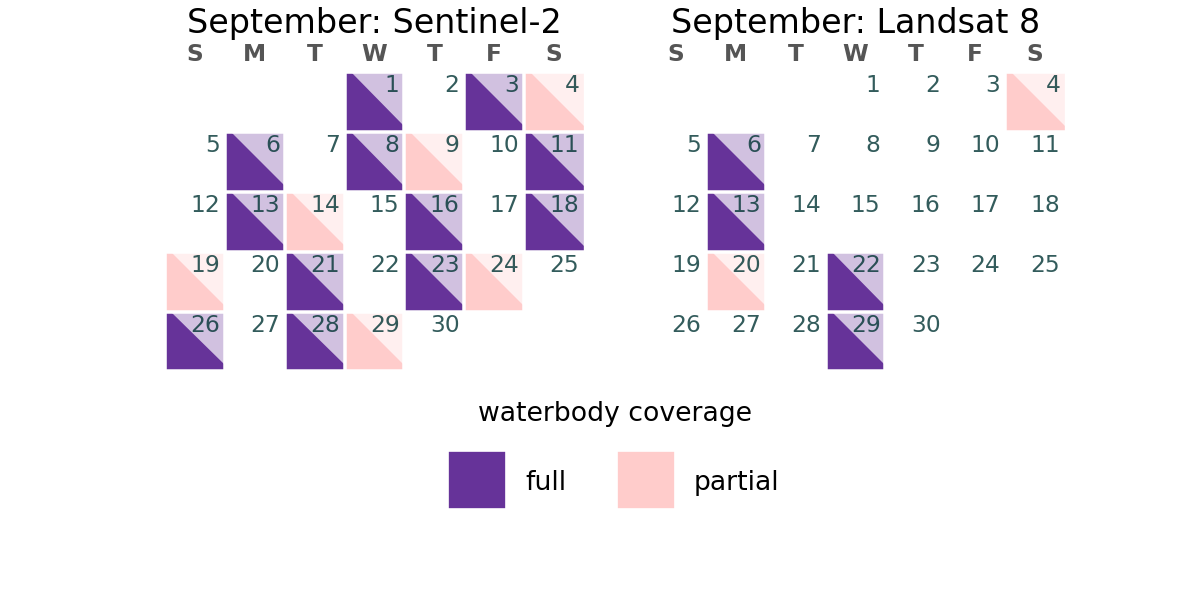 September: Sentinel-2
S M T W T F S
1 2 3 4
5 6 7 8 9 10 11
12 13 14 15 16 17 18
19 20 21 22 23 24 25
26 27 28 29 30
September: Landsat 8
S M T W T F S
1 2 3 4
5 6 7 8 9 10 11
12 13 14 15 16 17 18
19 20 21 22 23 24 25
26 27 28 29 30
waterbody coverage
full partial